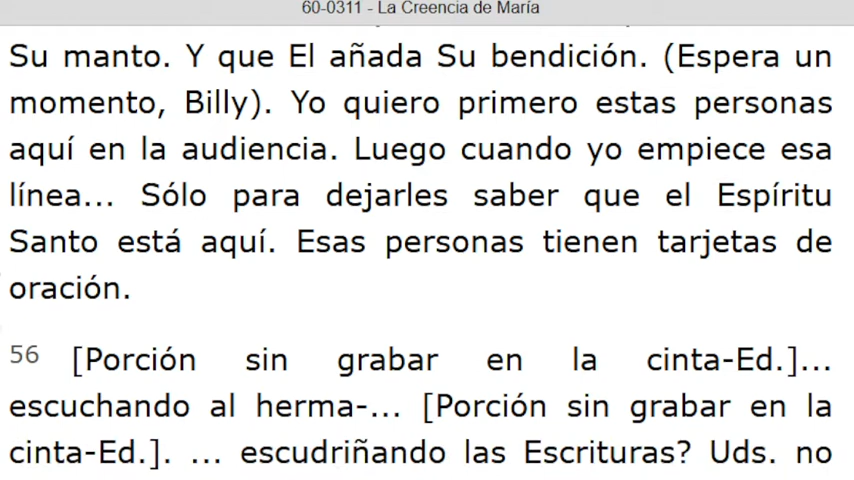 60-0311 - La Creencia de María
Su manto. Y que El añada Su bendición. (Espera un
momento, Billy). Yo quiero primero estas personas
aquí en la audiencia. Luego cuando yo empiece esa
línea... Sólo para dejarles saber que el Espíritu
Santo está aquí. Esas personas tienen tarjetas de
oración.
56 [Porción sin grabar en la cinta-Ed.]...
escuchando al herma-... [Porción sin grabar en la
cinta-Ed.]. ... escudriñando las Escrituras? Uds. no